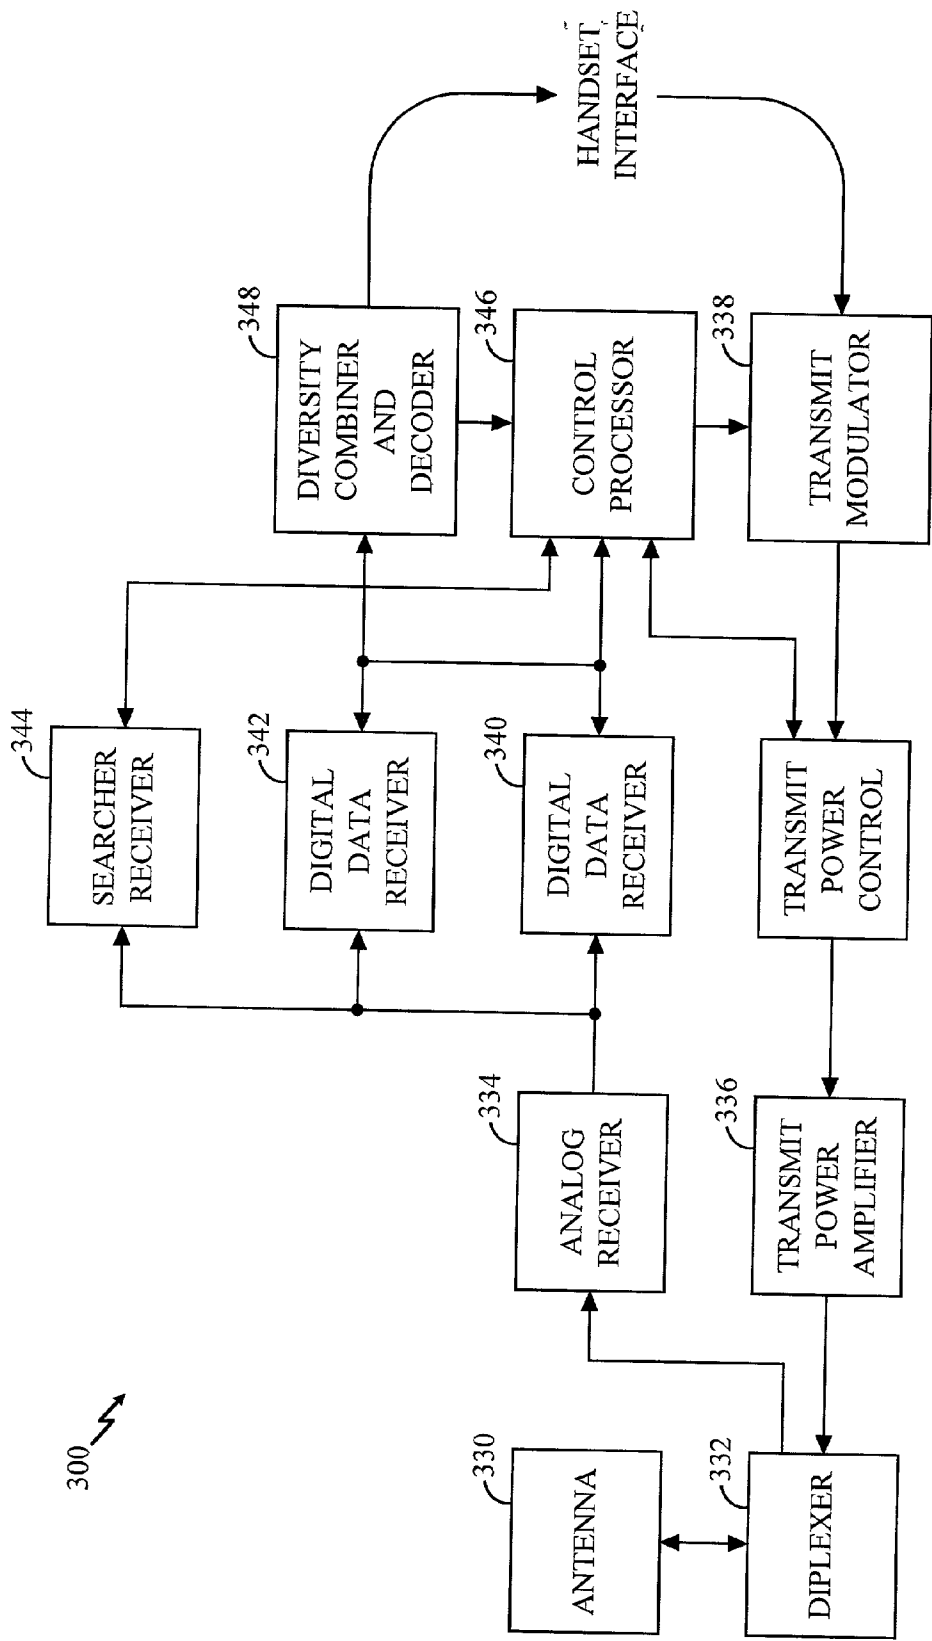 300
344
SEARCHER
RECEIVER
342
DIGITAL
DATA
RECEIVER
348
DIVERSITY
COMBINER
AND
DECODER
330
ANTENNA
334
ANALOG
RECEIVER
340
DIGITAL
DATA
RECEIVER
346
CONTROL
PROCESSOR
HANDSET
INTERFACE
332
DIPLEXER
336
TRANSMIT
POWER
AMPLIFIER
TRANSMIT
POWER
CONTROL
338
TRANSMIT
MODULATOR